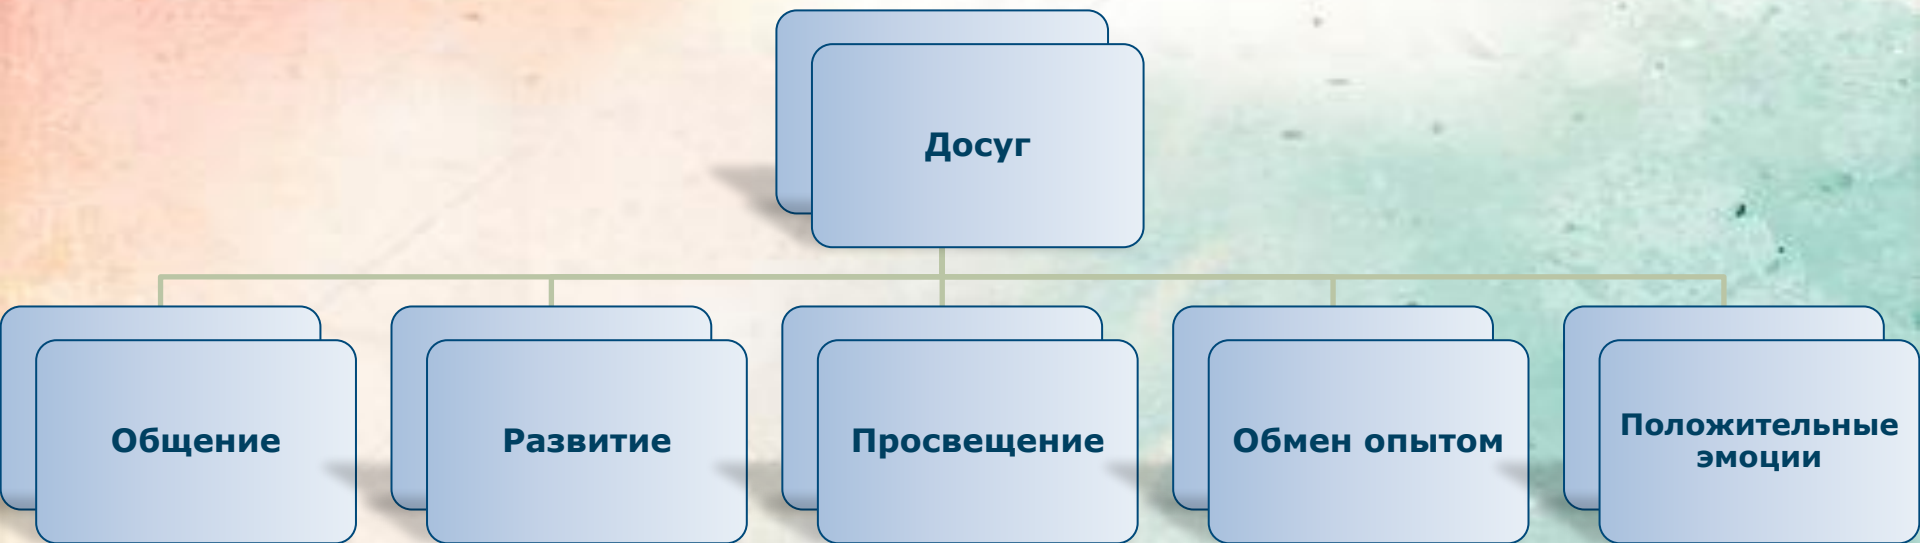 Досуг
Общение
Развитие
Просвещение
Обмен опытом
Положительные
эмоции